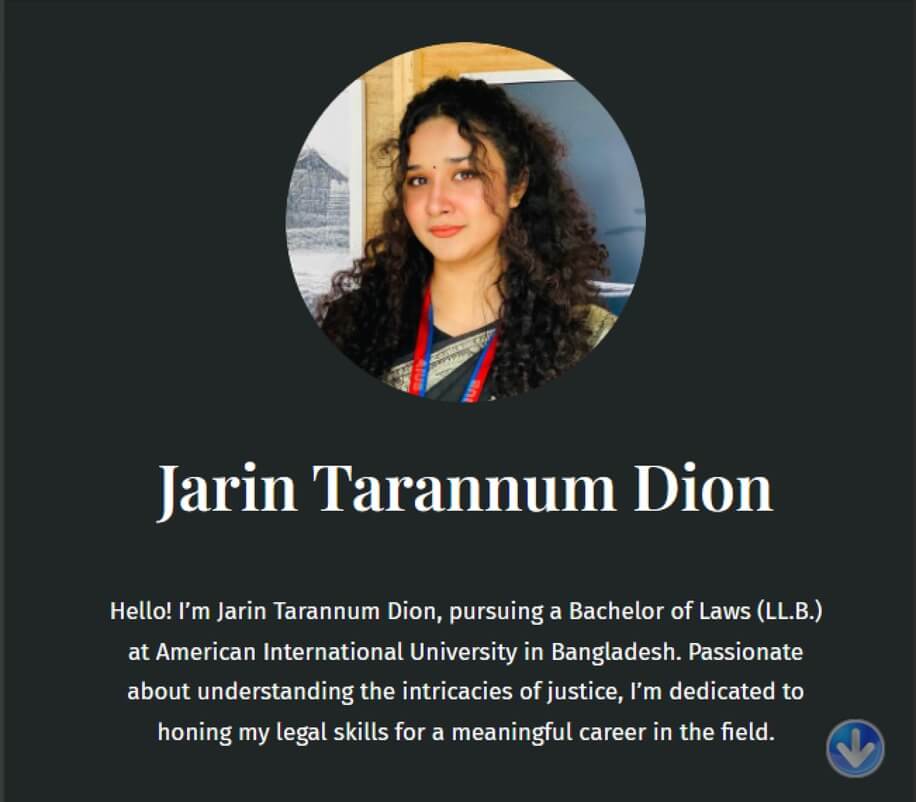 Jarin Tarannum Dion
Hello! I’m Jarin Tarannum Dion, pursuing a Bachelor of Laws (LL.B.)
at American International University in Bangladesh. Passionate
about understanding the intricacies of justice, I’m dedicated to
honing my legal skills for a meaningful career in the field.